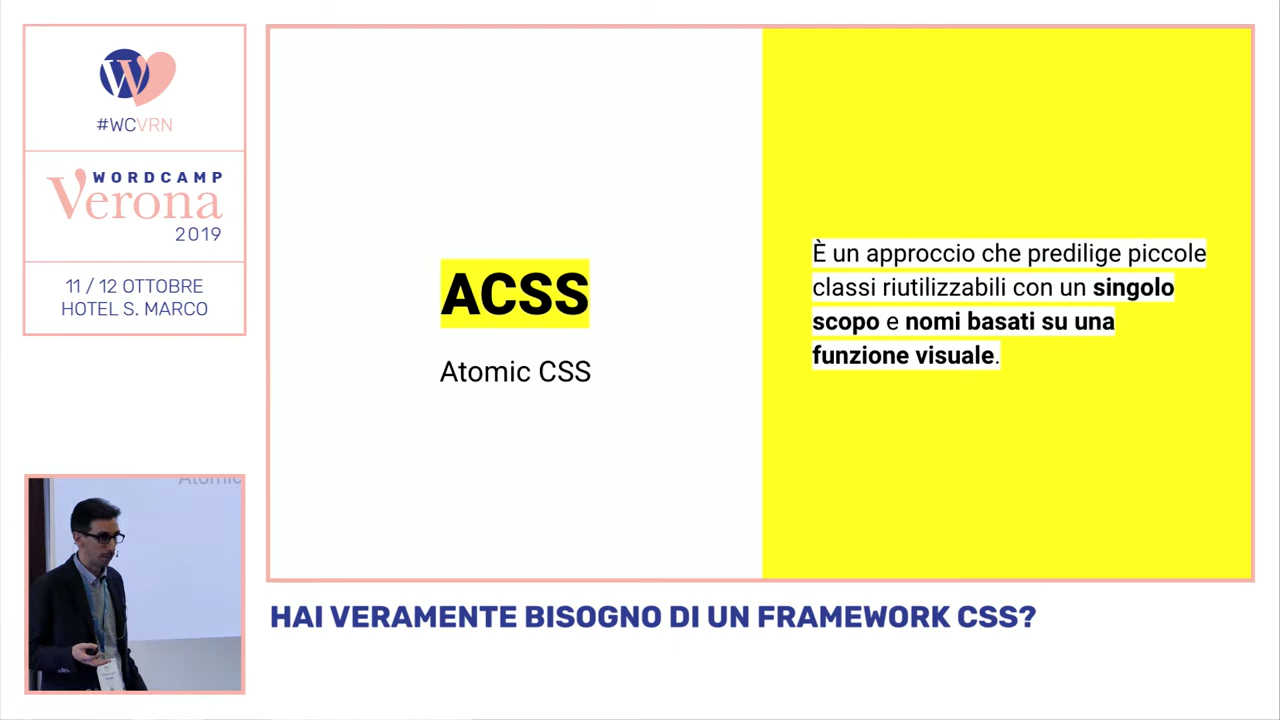 #WCVRN
WORDCAMP
Verona
2019
11 / 12 OTTOBRE
HOTEL S. MARCO
ACSS
Atomic CSS
È un approccio che predilige piccole
classi riutilizzabili con un singolo
scopo e nomi basati su una
funzione visuale.
Atomic
HAI VERAMENTE BISOGNO DI UN FRAMEWORK CSS?